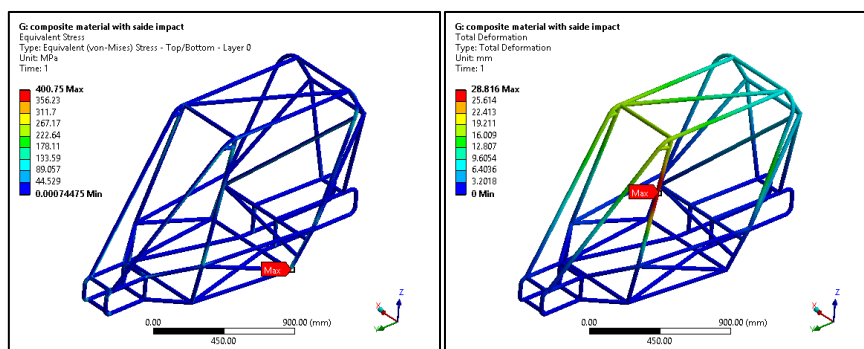 G: composite material with saide impact
Equivalent Stress
Type: Equivalent (von-Mises) Stress - Top/Bottom - Layer 0
Unit: MPa
Time: 1
400.75 Max
356.23
311.7
267.17
222.64
178.11
133.59
89.057
44.529
0.00074475 Min
Max
0.00
900.00 (mm)
450.00
X
Y
Z
G: composite material with saide impact
Total Deformation
Type: Total Deformation
Unit: mm
Time: 1
28.816 Max
25.614
22.413
19.211
16.009
12.807
9.6054
6.4036
3.2018
0 Min
Max
0.00
900.00 (mm)
450.00
X
Y
Z